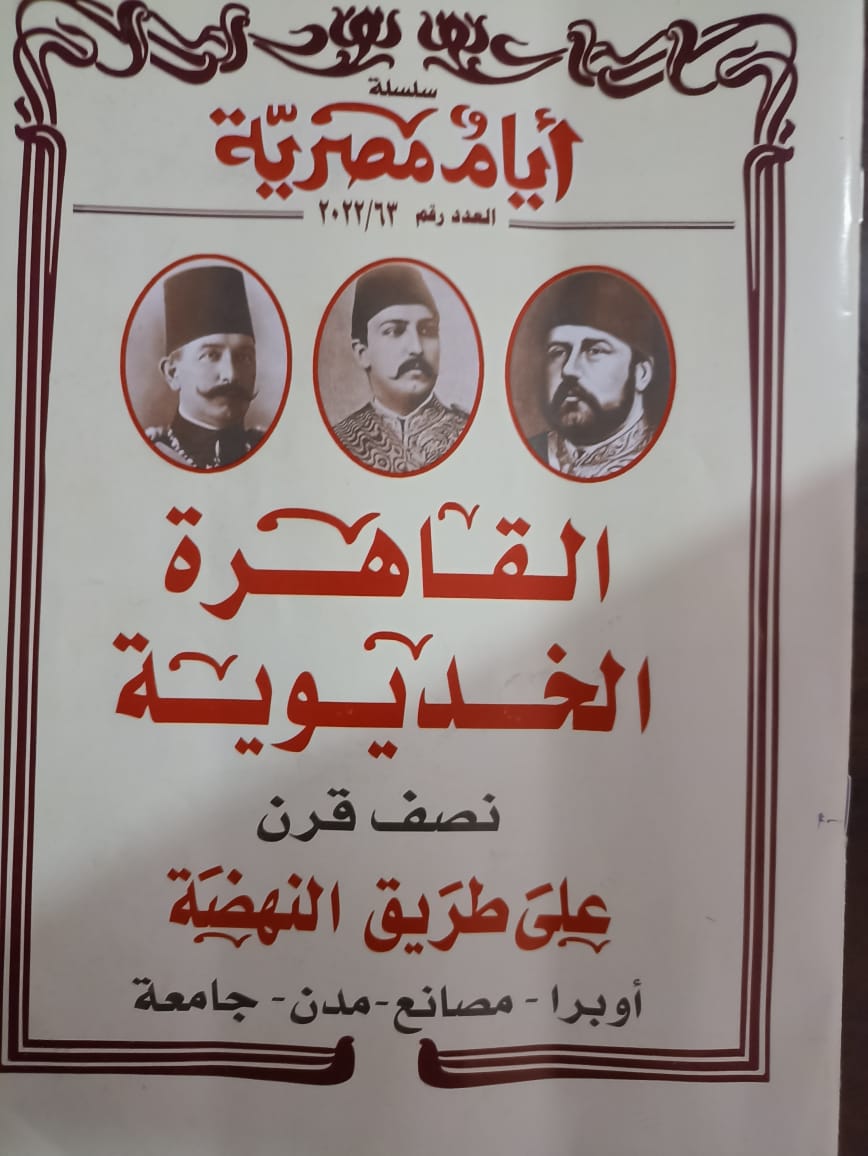 سلسلة
أيام مصريّة
العدد رقم ٢٠٢٢/٦٣
القاهرة
الخديوية
نصف قرن
علىَ طرَيق النهضَة
أوبرا - مصانع - مدن - جامعة